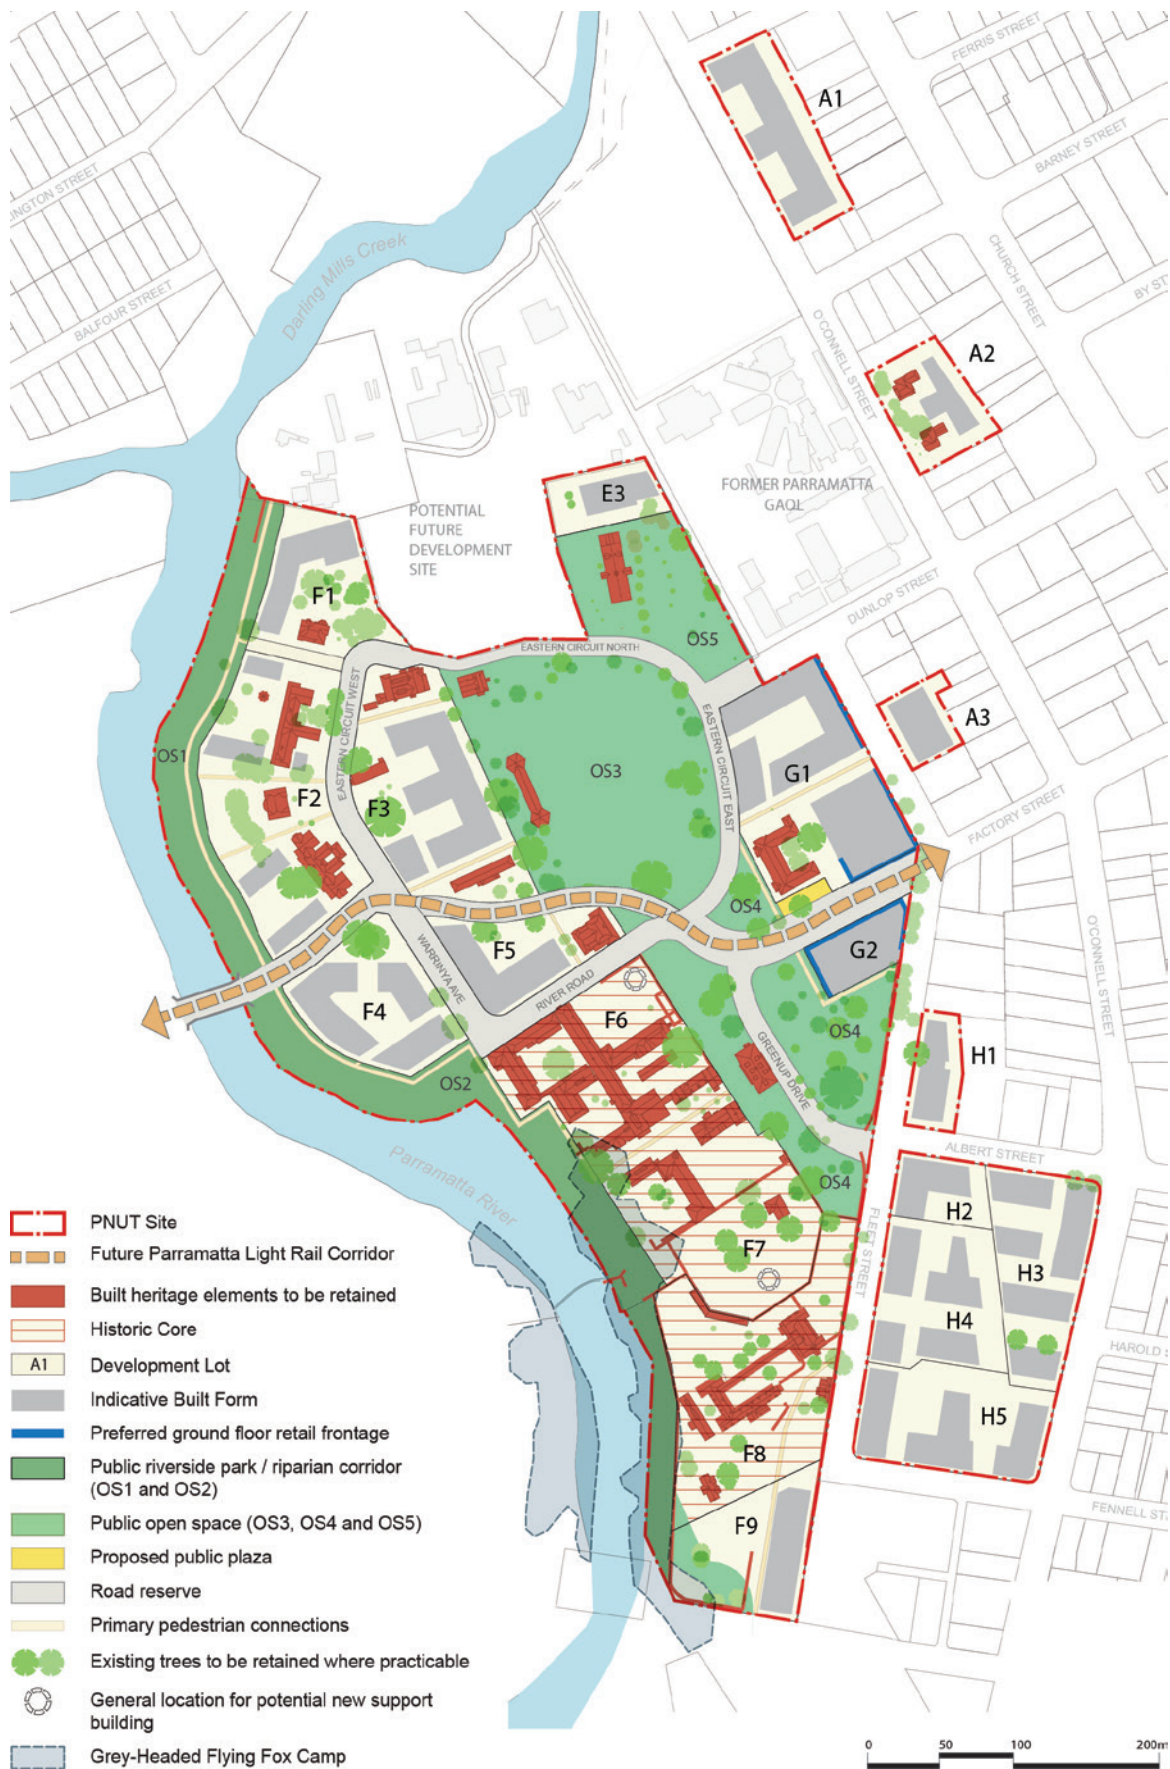 FERRIS STREET
A1
BARNEY STREET
LINGTON STREET
CHURCH STREET
Darling Mills Creek
BY ST
BALFOUR STREET
O'CONNELL STREET
A2
E3
FORMER PARRAMATTA
GAOL
POTENTIAL
FUTURE
DEVELOPMENT
SITE
DUNLOP STREET
F1
OS5
EASTERN CIRCUIT NORTH
EASTERN CIRCUIT WEST
A3
OS1
OS3
EASTERN CIRCUIT EAST
G1
F2
F3
FACTORY STREET
OS4
O'CONNELL STREET
WARRINYA AVE
F5
G2
RIVER ROAD
F4
F6
OS4
GREENUP DRIVE
H1
OS2
ALBERT STREET
Parramatta River
OS4
H2
FLEET STREET
F7
H3
H4
HAROLD S
H5
F8
FENNELL STR
F9
PNUT Site
Future Parramatta Light Rail Corridor
Built heritage elements to be retained
Historic Core
A1 Development Lot
Indicative Built Form
Preferred ground floor retail frontage
Public riverside park / riparian corridor
(OS1 and OS2)
Public open space (OS3, OS4 and OS5)
Proposed public plaza
Road reserve
Primary pedestrian connections
Existing trees to be retained where practicable
General location for potential new support
building
Grey-Headed Flying Fox Camp
0 50 100 200m